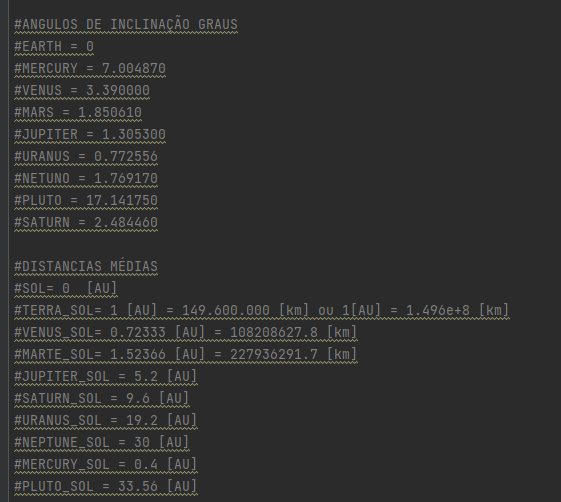 #ANGULOS DE INCLINAÇÃO GRAUS
#EARTH = 0
#MERCURY = 7.004870
#VENUS = 3.390000
#MARS = 1.850610
#JUPITER = 1.305300
#URANUS = 0.772556
#NETUNO = 1.769170
#PLUTO = 17.141750
#SATURN = 2.484460
#DISTANCIAS MÉDIAS
#SOL= 0  [AU]
#TERRA_SOL= 1 [AU] = 149.600.000 [km] ou 1[AU] = 1.496e+8 [km]
#VENUS_SOL= 0.72333 [AU] = 108208627.8 [km]
#MARTE_SOL= 1.52366 [AU] = 227936291.7 [km]
#JUPITER_SOL = 5.2 [AU]
#SATURN_SOL = 9.6 [AU]
#URANUS_SOL = 19.2 [AU]
#NEPTUNE_SOL = 30 [AU]
#MERCURY_SOL = 0.4 [AU]
#PLUTO_SOL = 33.56 [AU]